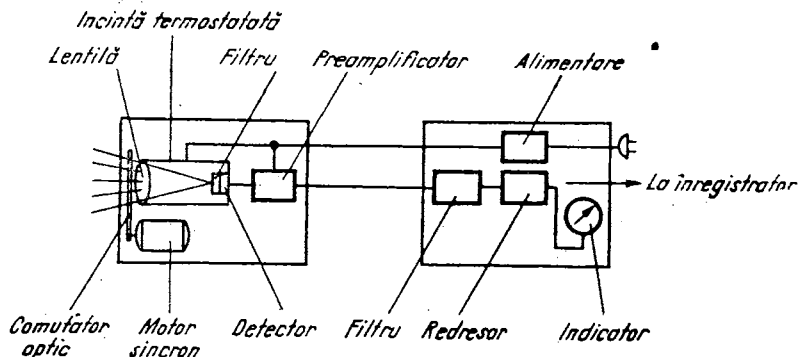 Incintă termostatată
Lentilă
Filtru
Preamplificator
Alimentare
La înregistrator
Comutator
optic
Motor
sincron
Detector
Filtru
Redresor
Indicator